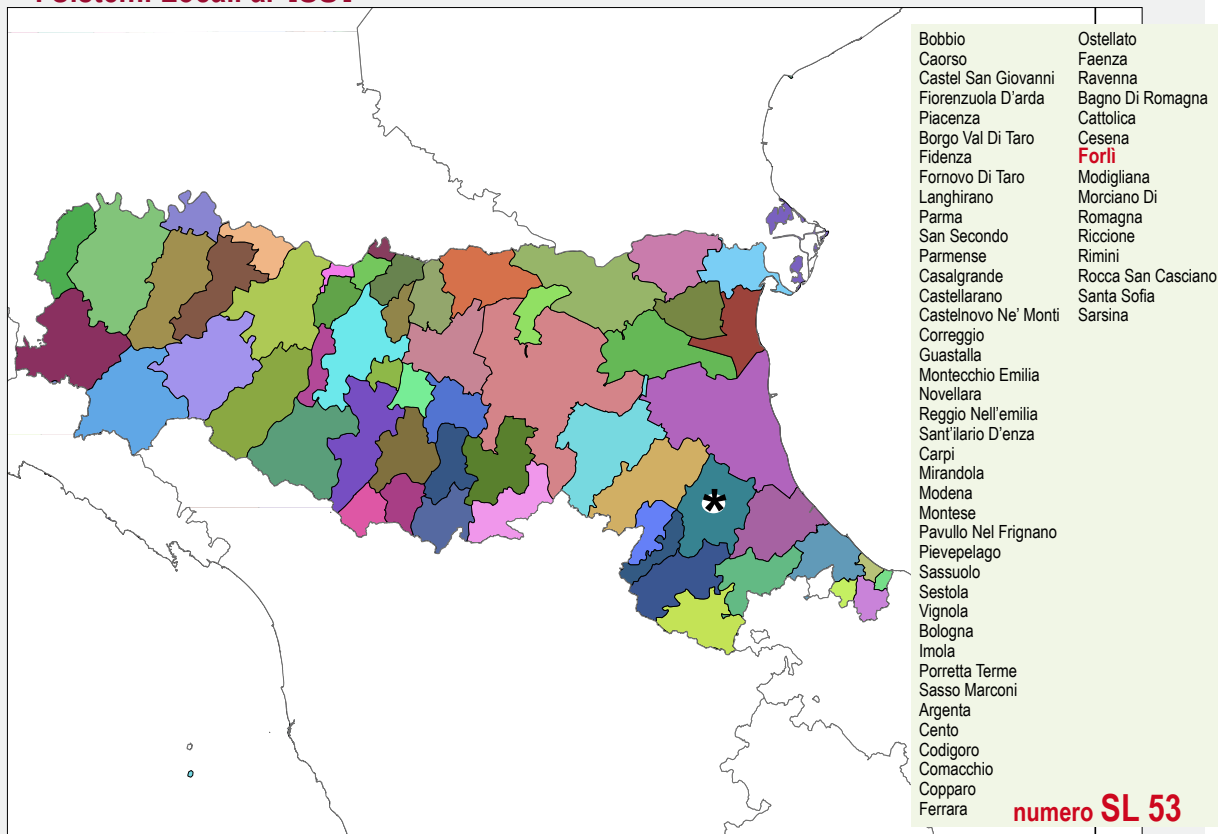 Bobbio
Caorso
Castel San Giovanni
Fiorenzuola D'arda
Piacenza
Borgo Val Di Taro
Fidenza
Fornovo Di Taro
Langhirano
Parma
San Secondo
Parmense
Casalgrande
Castellarano
Castelnovo Ne' Monti
Correggio
Guastalla
Montecchio Emilia
Novellara
Reggio Nell'emilia
Sant'ilario D'enza
Carpi
Mirandola
Modena
Montese
Pavullo Nel Frignano
Pievepelago
Sassuolo
Sestola
Vignola
Bologna
Imola
Porretta Terme
Sasso Marconi
Argenta
Cento
Codigoro
Comacchio
Copparo
Ferrara
Ostellato
Faenza
Ravenna
Bagno Di Romagna
Cattolica
Cesena
Forlì
Modigliana
Morciano Di
Romagna
Riccione
Rimini
Rocca San Casciano
Santa Sofia
Sarsina
*
numero SL 53